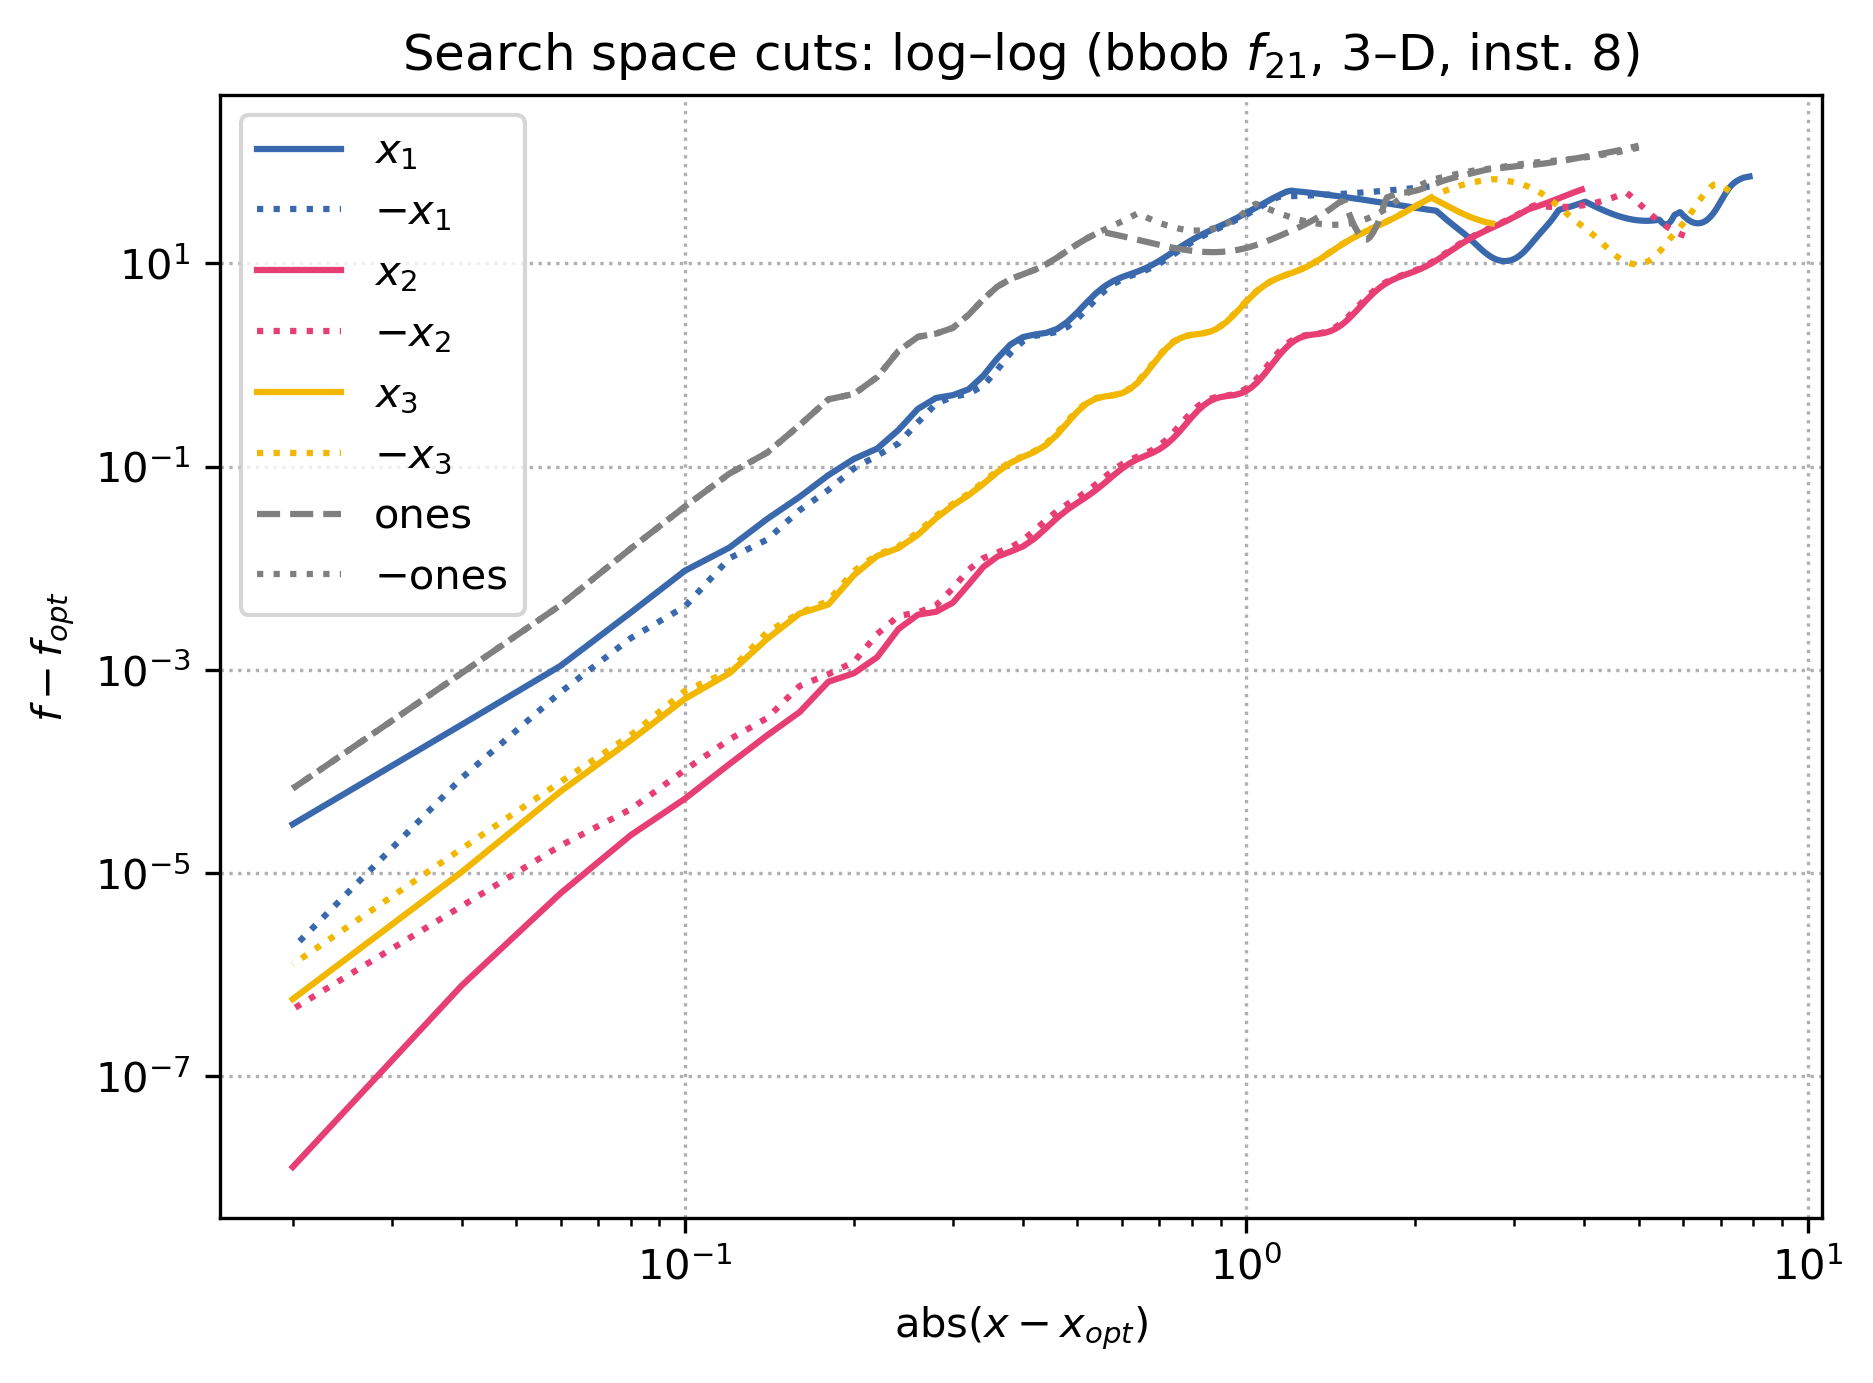 Search space cuts: log–log (bbob $f_{21}$, 3–D, inst. 8)
$x_1$
$-x_1$
$x_2$
$-x_2$
$x_3$
$-x_3$
ones
−ones
$10^1$
$10^{-1}$
$10^{-3}$
$10^{-5}$
$10^{-7}$
$f - f_{opt}$
$10^{-1}$
$10^0$
$10^1$
abs($x - x_{opt}$)